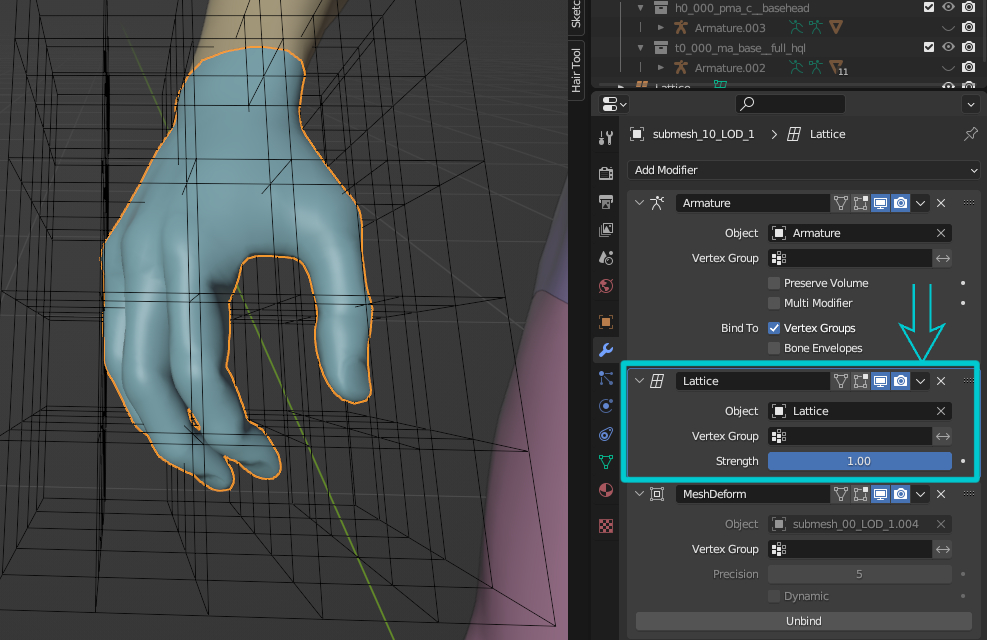 Sketc
Hair Tool
h0_000_pma_c__basehead
Armature.003
t0_000_ma_base__full_hql
Armature.002
11
Lattice
submesh_10_LOD_1
Lattice
Add Modifier
Armature
Object Armature
Vertex Group
Preserve Volume
Multi Modifier
Bind To Vertex Groups
Bone Envelopes
Lattice
Object Lattice
Vertex Group
Strength 1.00
MeshDeform
Object submesh_00_LOD_1.004
Vertex Group
Precision 5
Dynamic
Unbind